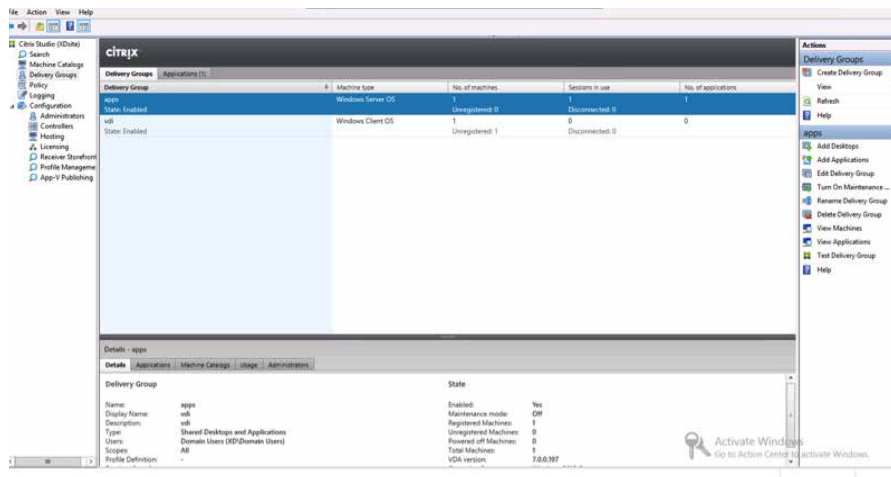 File Action View Help
Citrix Studio (XDsite)
Search
Machine Catalogs
Delivery Groups
Policy
Logging
Configuration
Administrators
Controllers
Hosting
Licensing
Receiver Storefront
Profile Manageme
App-V Publishing
CITRIX
Delivery Groups Applications (1)
Delivery Group Machine type No. of machines Sessions in use No. of applications
apps Windows Server OS 1 1 1
State: Enabled Unregistered: 0 Disconnected: 0
vdi Windows Client OS 1 0 0
State: Enabled Unregistered: 1 Disconnected: 0
Details - apps
Details Applications Machine Catalogs Usage Administrators
Delivery Group State
Name: apps Enabled: Yes
Display Name: vdi Maintenance mode: Off
Description: vdi Registered Machines: 1
Type: Shared Desktops and Applications Unregistered Machines: 0
Users: Domain Users (XD\Domain Users) Powered off Machines: 0
Scopes: All Total Machines: 1
Profile Definition: - VDA version: 7.0.0.197
Activate Windows
Go to Action Center to activate Windows.
Actions
Delivery Groups
Create Delivery Group
View
Refresh
Help
apps
Add Desktops
Add Applications
Edit Delivery Group
Turn On Maintenance ...
Rename Delivery Group
Delete Delivery Group
View Machines
View Applications
Test Delivery Group
Help